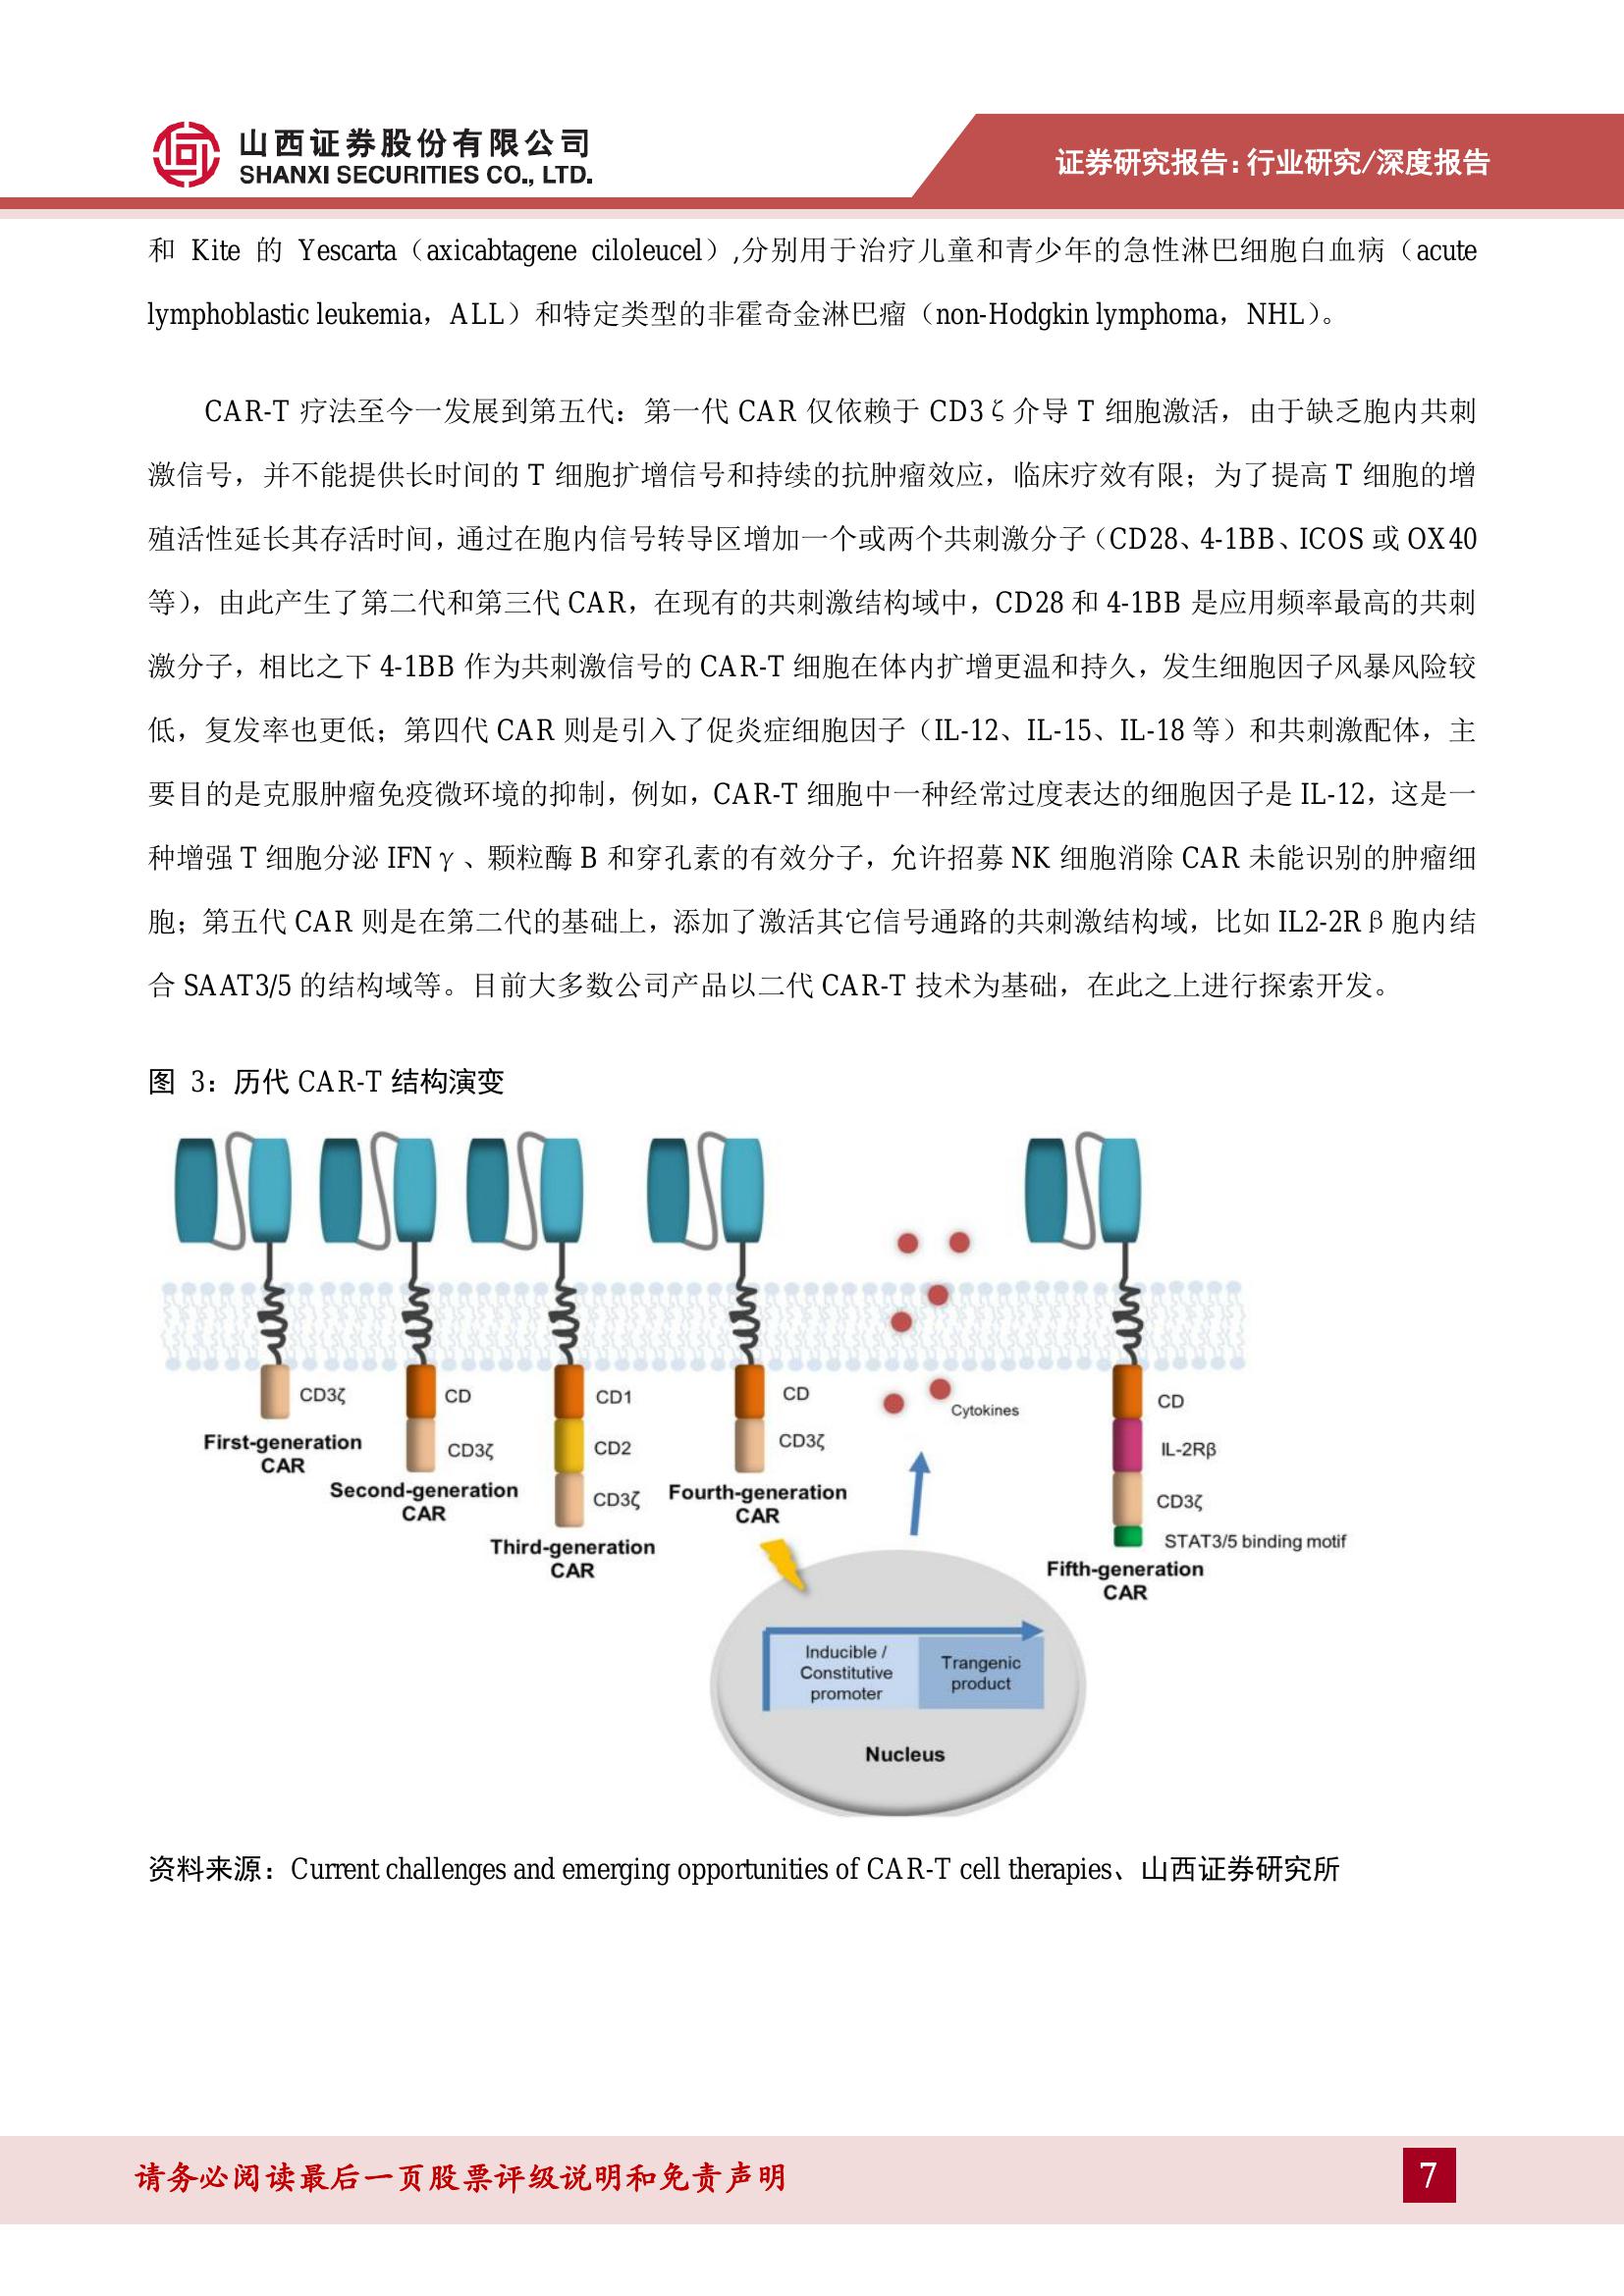 山西证券股份有限公司
SHANXI SECURITIES CO., LTD.
证券研究报告：行业研究/深度报告
和 Kite 的 Yescarta（axicabtagene ciloleucel）,分别用于治疗儿童和青少年的急性淋巴细胞白血病（acute
lymphoblastic leukemia，ALL）和特定类型的非霍奇金淋巴瘤（non-Hodgkin lymphoma，NHL）。
CAR-T 疗法至今一发展到第五代：第一代 CAR 仅依赖于 CD3ζ介导 T 细胞激活，由于缺乏胞内共刺
激信号，并不能提供长时间的 T 细胞扩增信号和持续的抗肿瘤效应，临床疗效有限；为了提高 T 细胞的增
殖活性延长其存活时间，通过在胞内信号转导区增加一个或两个共刺激分子（CD28、4-1BB、ICOS 或 OX40
等），由此产生了第二代和第三代 CAR，在现有的共刺激结构域中，CD28 和 4-1BB 是应用频率最高的共刺
激分子，相比之下 4-1BB 作为共刺激信号的 CAR-T 细胞在体内扩增更温和持久，发生细胞因子风暴风险较
低，复发率也更低；第四代 CAR 则是引入了促炎症细胞因子（IL-12、IL-15、IL-18 等）和共刺激配体，主
要目的是克服肿瘤免疫微环境的抑制，例如，CAR-T 细胞中一种经常过度表达的细胞因子是 IL-12，这是一
种增强 T 细胞分泌 IFNγ、颗粒酶 B 和穿孔素的有效分子，允许招募 NK 细胞消除 CAR 未能识别的肿瘤细
胞；第五代 CAR 则是在第二代的基础上，添加了激活其它信号通路的共刺激结构域，比如 IL2-2Rβ胞内结
合 SAAT3/5 的结构域等。目前大多数公司产品以二代 CAR-T 技术为基础，在此之上进行探索开发。
图 3：历代 CAR-T 结构演变
CD3ζ
First-generation
CAR
CD
CD3ζ
Second-generation
CAR
CD1
CD2
CD3ζ
Third-generation
CAR
CD
CD3ζ
Fourth-generation
CAR
Cytokines
CD
IL-2Rβ
CD3ζ
STAT3/5 binding motif
Fifth-generation
CAR
Inducible /
Constitutive
promoter
Trangenic
product
Nucleus
资料来源：Current challenges and emerging opportunities of CAR-T cell therapies、山西证券研究所
请务必阅读最后一页股票评级说明和免责声明
7